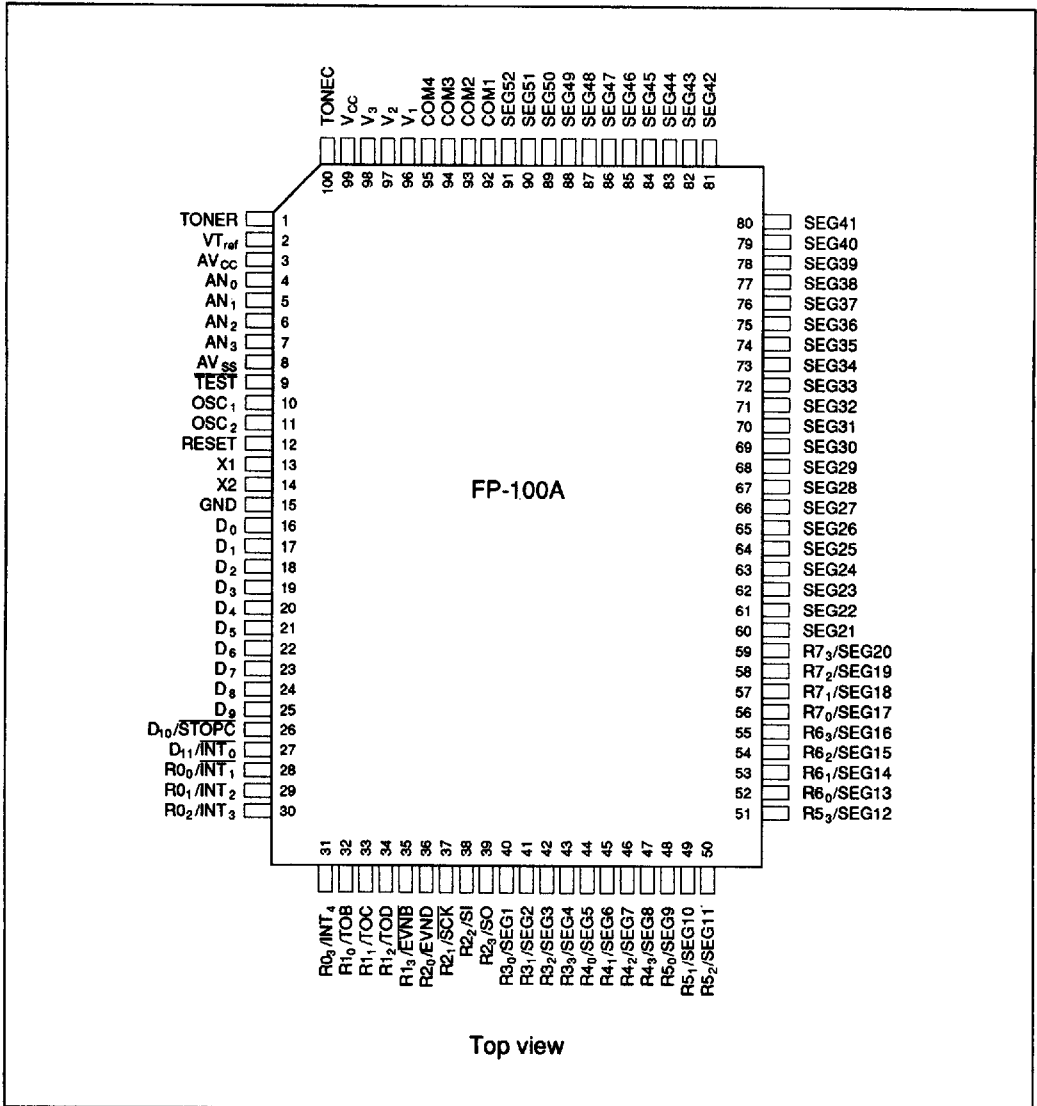 TONEC
V₃
V₂
V₁
VCC
COM4
COM3
COM2
COM1
SEG52
SEG51
SEG50
SEG49
SEG48
SEG47
SEG46
SEG45
SEG44
SEG43
SEG42
100 99 98 97 96 95 94 93 92 91 90 89 88 87 86 85 84 83 82 81
TONER 1
VTref 2
AVCC 3
AN₀ 4
AN₁ 5
AN₂ 6
AN₃ 7
AVSS 8
T̅E̅S̅T̅ 9
OSC₁ 10
OSC₂ 11
RESET 12
X1 13
X2 14
GND 15
D₀ 16
D₁ 17
D₂ 18
D₃ 19
D₄ 20
D₅ 21
D₆ 22
D₇ 23
D₈ 24
D₉ 25
D₁₀/S̅T̅O̅P̅C̅ 26
D₁₁/I̅N̅T̅₀ 27
R0₀/I̅N̅T̅₁ 28
R0₁/INT₂ 29
R0₂/INT₃ 30
FP-100A
80 SEG41
79 SEG40
78 SEG39
77 SEG38
76 SEG37
75 SEG36
74 SEG35
73 SEG34
72 SEG33
71 SEG32
70 SEG31
69 SEG30
68 SEG29
67 SEG28
66 SEG27
65 SEG26
64 SEG25
63 SEG24
62 SEG23
61 SEG22
60 SEG21
59 R7₃/SEG20
58 R7₂/SEG19
57 R7₁/SEG18
56 R7₀/SEG17
55 R6₃/SEG16
54 R6₂/SEG15
53 R6₁/SEG14
52 R6₀/SEG13
51 R5₃/SEG12
31 32 33 34 35 36 37 38 39 40 41 42 43 44 45 46 47 48 49 50
R0₃/INT₄
R1₀/TOB
R1₁/TOC
R1₂/TOD
R1₃/E̅V̅N̅B̅
R2₀/EVND
R2₁/S̅C̅K̅
R2₂/SI
R2₃/SO
R3₀/SEG1
R3₁/SEG2
R3₂/SEG3
R3₃/SEG4
R4₀/SEG5
R4₁/SEG6
R4₂/SEG7
R4₃/SEG8
R5₀/SEG9
R5₁/SEG10
R5₂/SEG11
Top view